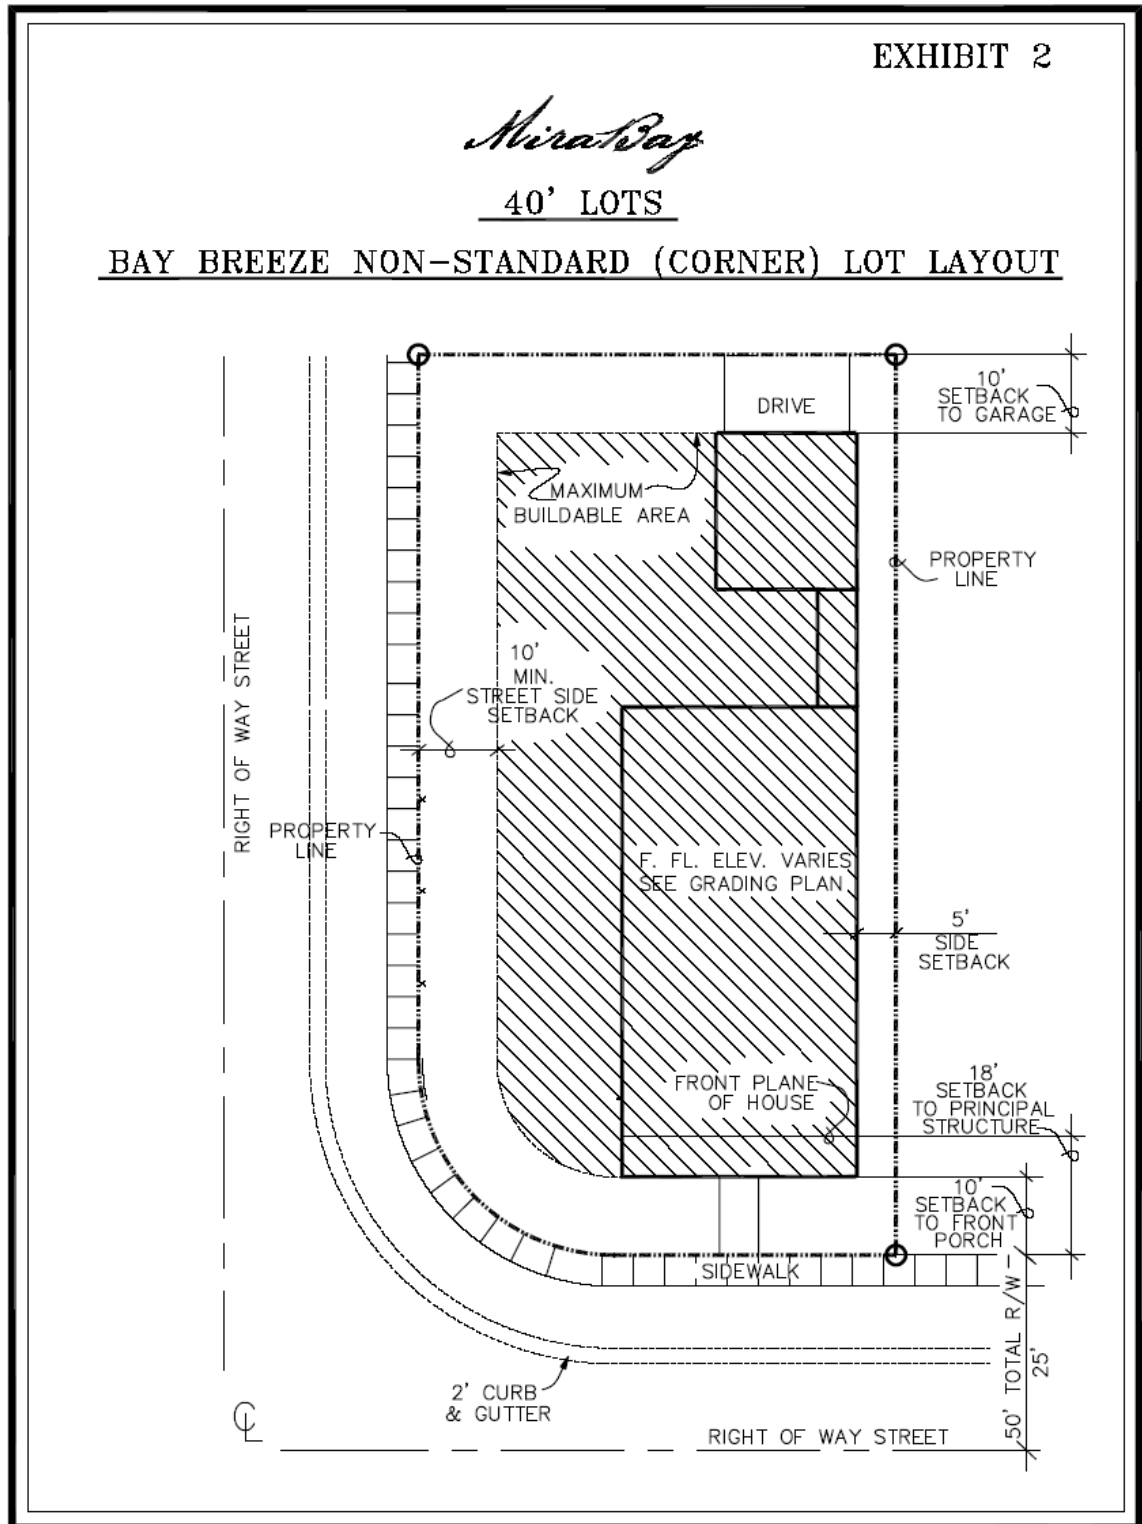 EXHIBIT 2
MiraBay
40' LOTS
BAY BREEZE NON-STANDARD (CORNER) LOT LAYOUT
DRIVE
10'
SETBACK
TO GARAGE
MAXIMUM
BUILDABLE AREA
PROPERTY
LINE
RIGHT OF WAY STREET
10'
MIN.
STREET SIDE
SETBACK
PROPERTY
LINE
F. FL. ELEV. VARIES
SEE GRADING PLAN
5'
SIDE
SETBACK
FRONT PLANE
OF HOUSE
18'
SETBACK
TO PRINCIPAL
STRUCTURE
10'
SETBACK
TO FRONT
PORCH
SIDEWALK
50' TOTAL R/W
25'
2' CURB
& GUTTER
CL
RIGHT OF WAY STREET